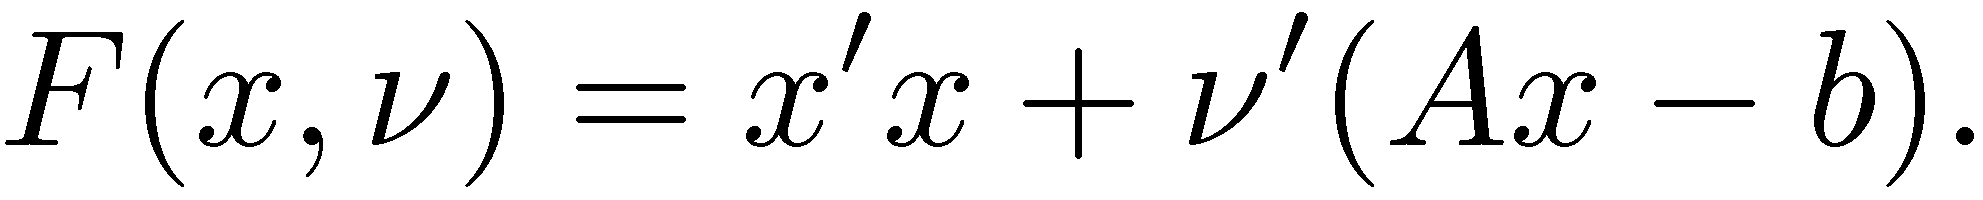 F(x, ν) = x′x + ν′(Ax − b).